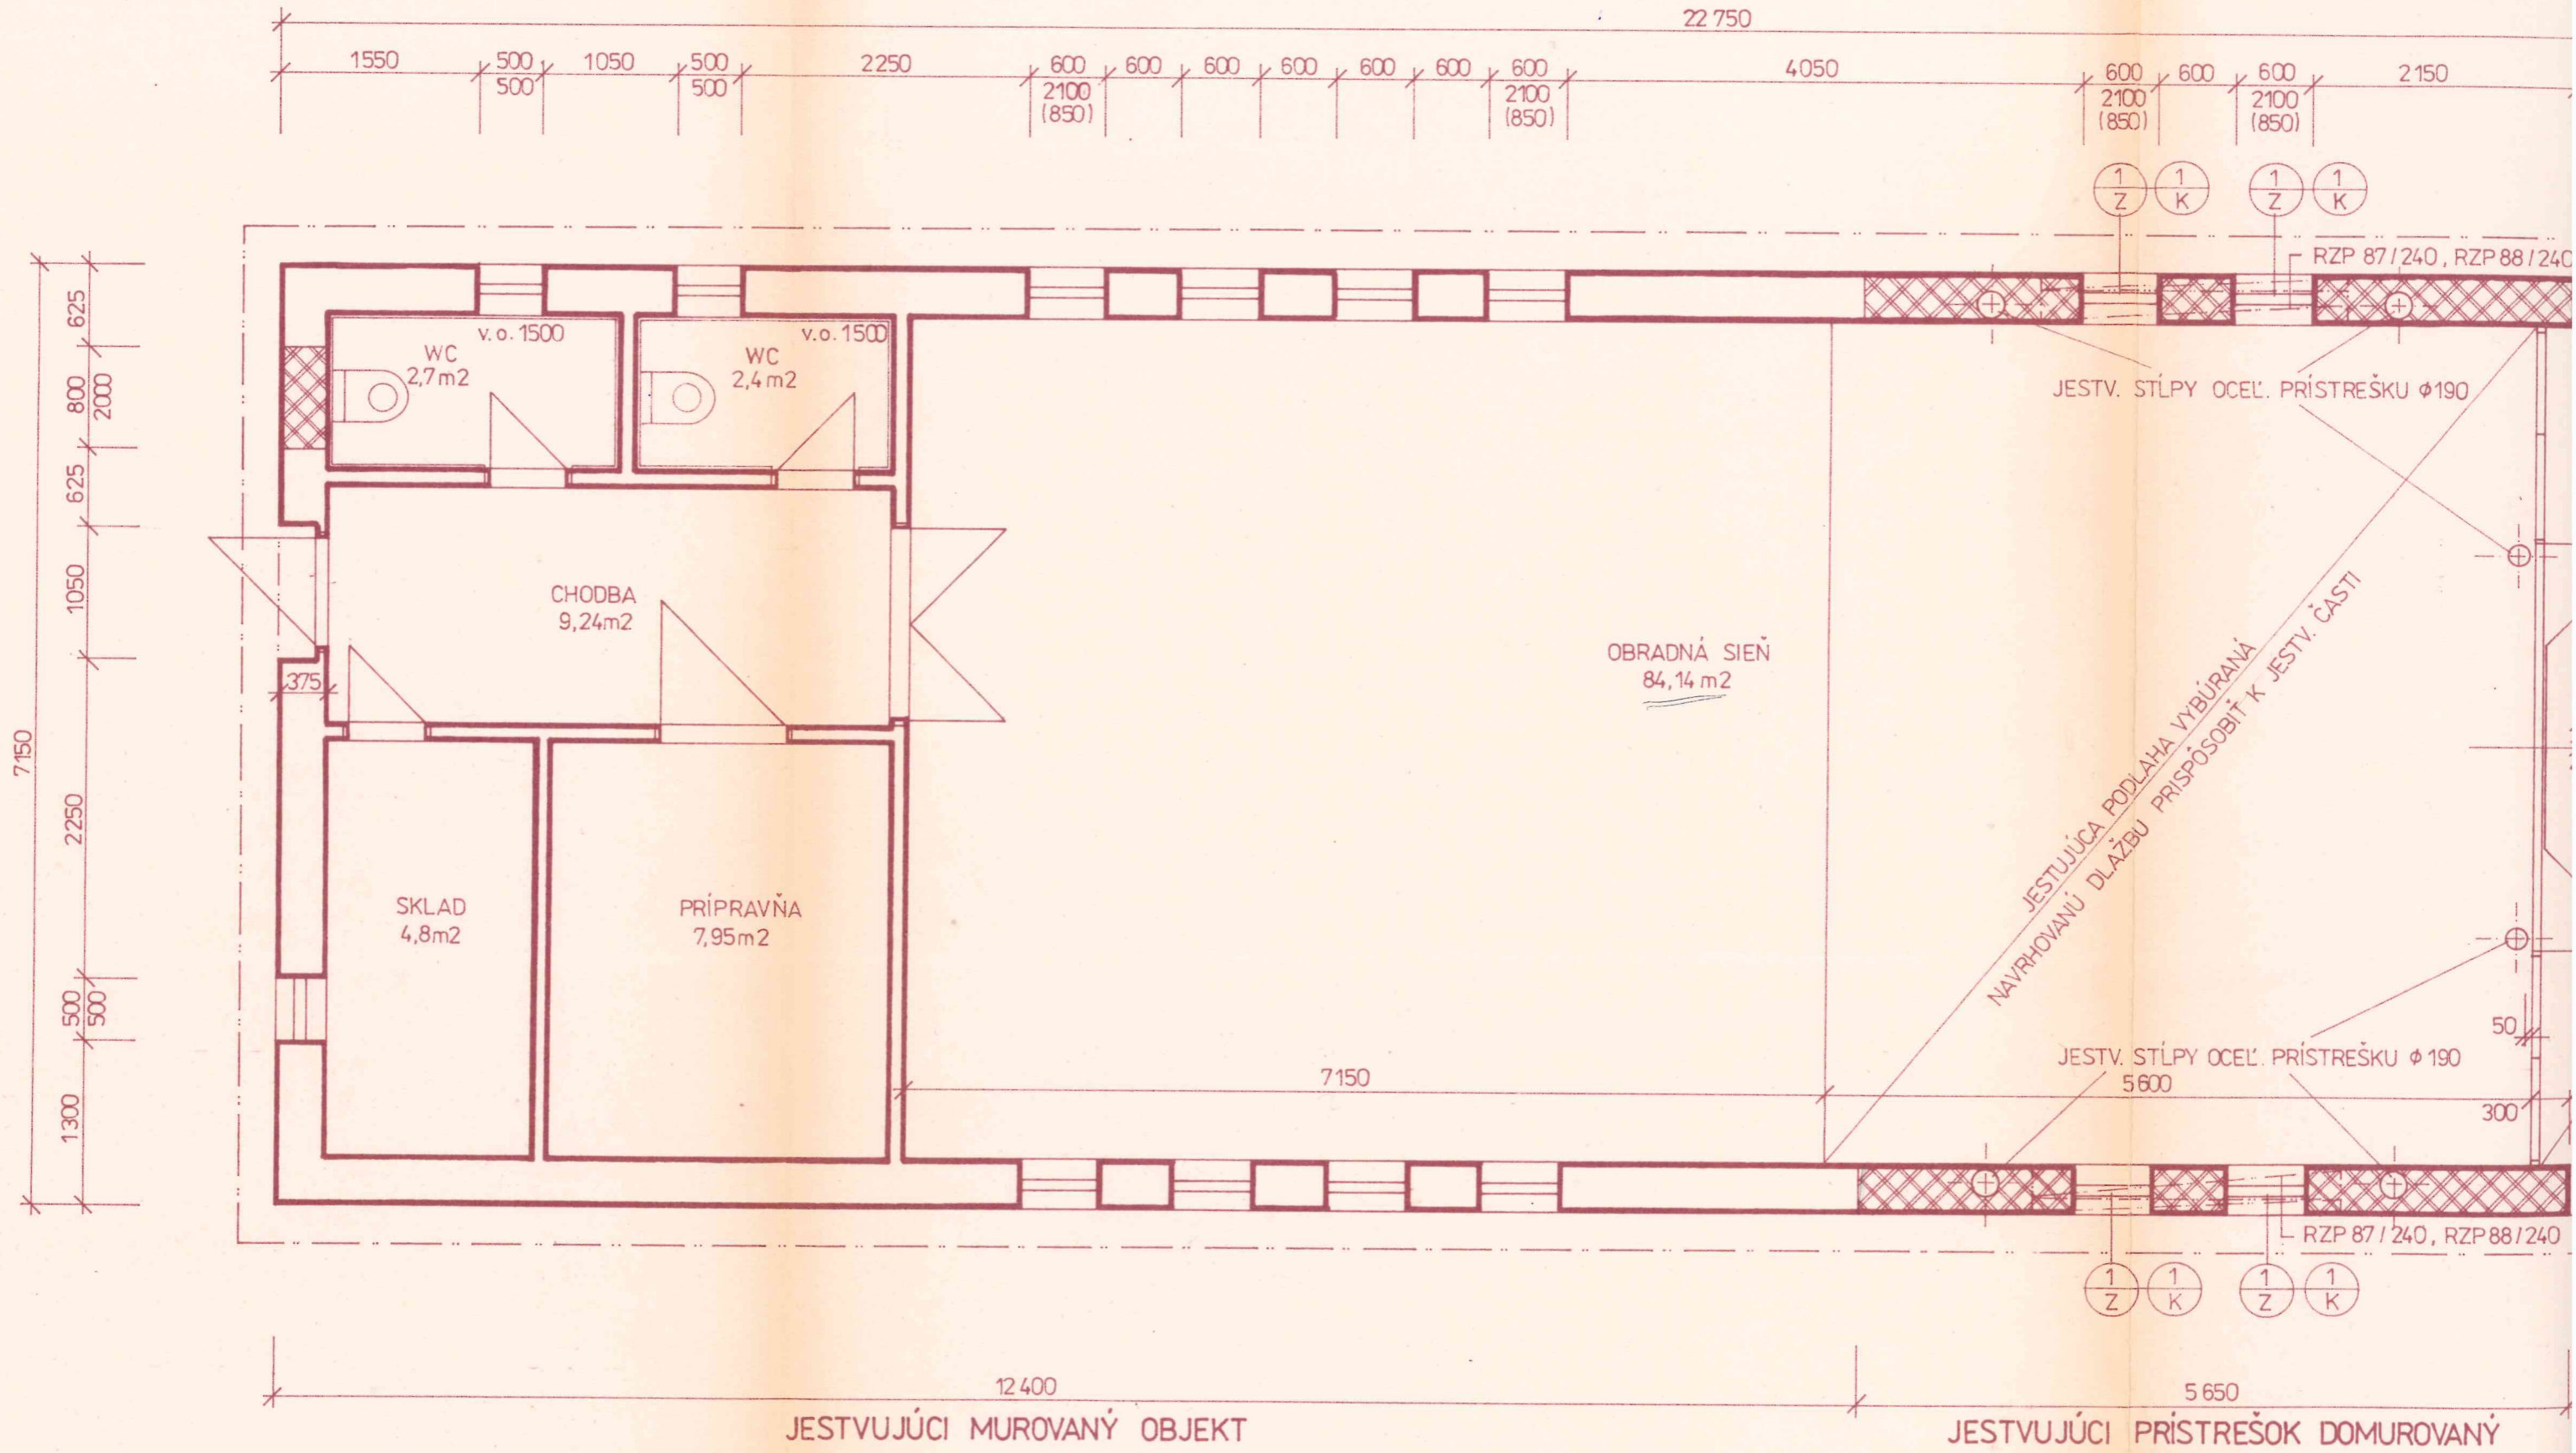 22 750
1550 500 1050 500 2250 600 600 600 600 600 600 600 4050 600 600 600 2150
500 500 2100 2100 2100 2100
(850) (850) (850) (850)
1 1 1 1
Z K Z K
RZP 87/240, RZP 88/240
v.o. 1500 v.o. 1500
WC
2,7m2
WC
2,4m2
JESTV. STĹPY OCEĽ. PRÍSTREŠKU φ190
7150
625
800
2000
625
1050
2250
500
500
1300
375
CHODBA
9,24m2
OBRADNÁ SIEŇ
84,14 m2
JESTUJÚCA PODLAHA VYBÚRANÁ
NAVRHOVANÚ DLAŽBU PRISPÔSOBIŤ K JESTV. ČASTI
SKLAD
4,8m2
PRÍPRAVŇA
7,95m2
50
JESTV. STĹPY OCEĽ. PRÍSTREŠKU φ190
7150 5600
300
RZP 87/240, RZP 88/240
1 1 1 1
Z K Z K
12 400 5 650
JESTVUJÚCI MUROVANÝ OBJEKT
JESTVUJÚCI PRÍSTREŠOK DOMUROVANÝ